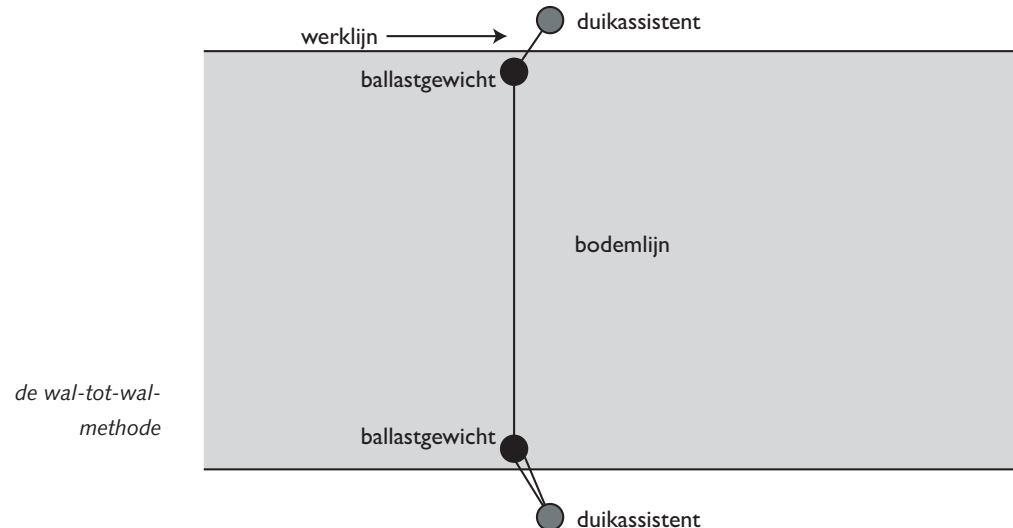 duikassistent
werklijn
ballastgewicht
bodemlijn
de wal-tot-wal-
methode
ballastgewicht
duikassistent